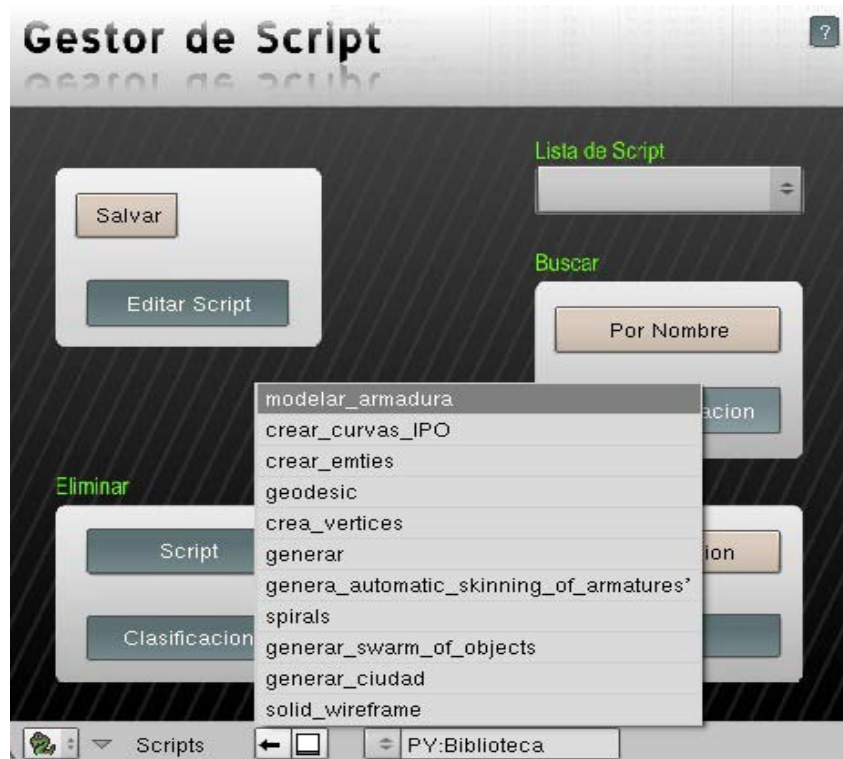 Gestor de Script
?
Lista de Script
Salvar
Editar Script
Buscar
Por Nombre
acion
modelar_armadura
crear_curvas_IPO
crear_emties
geodesic
crea_vertices
generar
genera_automatic_skinning_of_armatures'
spirals
generar_swarm_of_objects
generar_ciudad
solid_wireframe
Eliminar
Script
Clasificacion
ion
Scripts
PY:Biblioteca